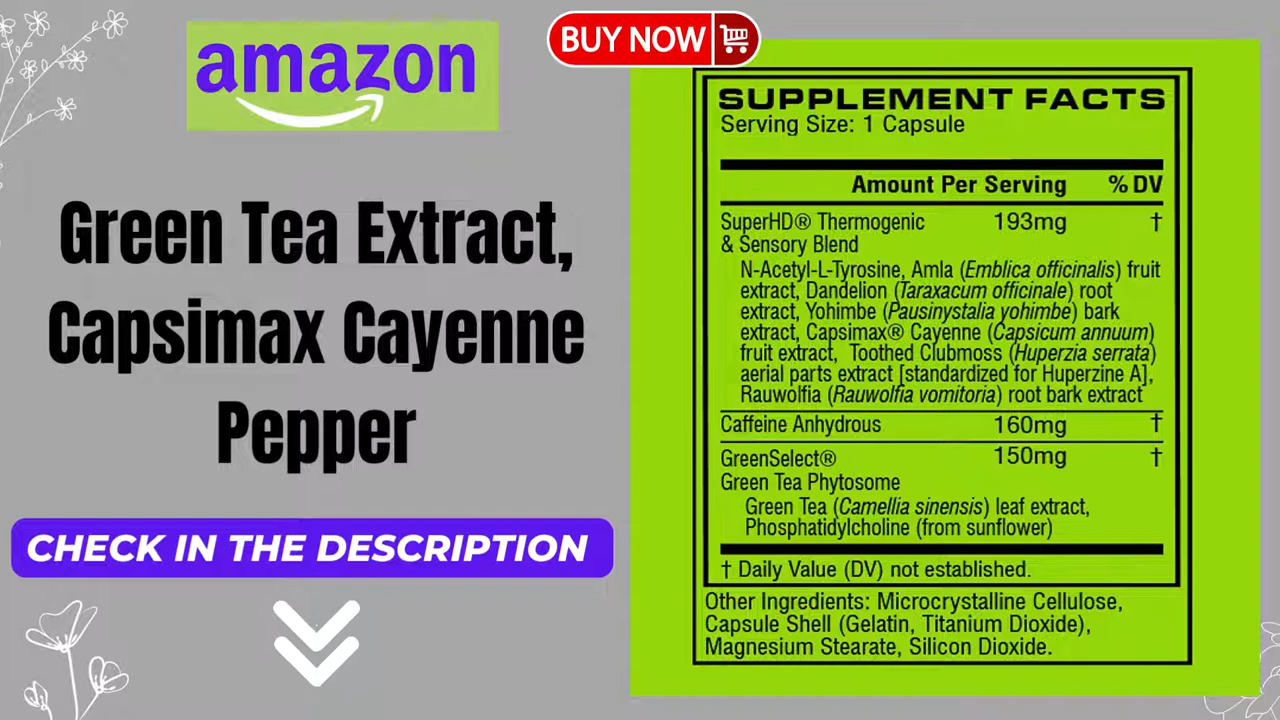 amazon
BUY NOW
Green Tea Extract,
Capsimax Cayenne
Pepper
CHECK IN THE DESCRIPTION
SUPPLEMENT FACTS
Serving Size: 1 Capsule
Amount Per Serving % DV
SuperHD® Thermogenic 193mg †
& Sensory Blend
N-Acetyl-L-Tyrosine, Amla (Emblica officinalis) fruit
extract, Dandelion (Taraxacum officinale) root
extract, Yohimbe (Pausinystalia yohimbe) bark
extract, Capsimax® Cayenne (Capsicum annuum)
fruit extract, Toothed Clubmoss (Huperzia serrata)
aerial parts extract [standardized for Huperzine A],
Rauwolfia (Rauwolfia vomitoria) root bark extract
Caffeine Anhydrous 160mg †
GreenSelect® 150mg †
Green Tea Phytosome
Green Tea (Camellia sinensis) leaf extract,
Phosphatidylcholine (from sunflower)
† Daily Value (DV) not established.
Other Ingredients: Microcrystalline Cellulose,
Capsule Shell (Gelatin, Titanium Dioxide),
Magnesium Stearate, Silicon Dioxide.